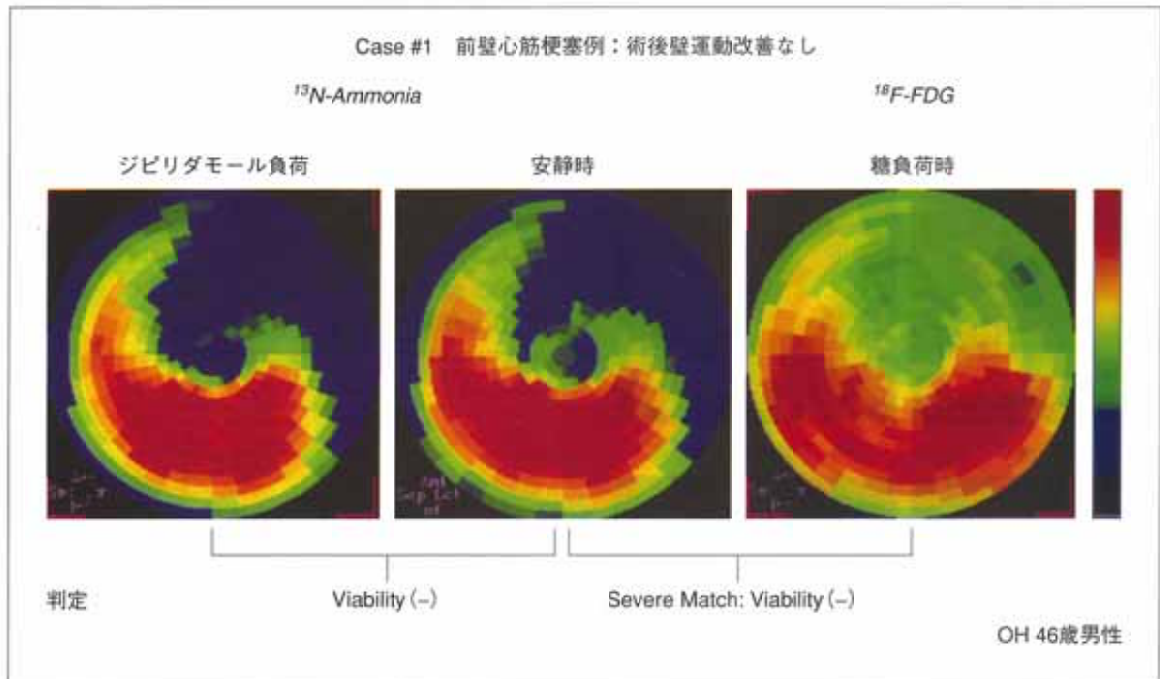 Case #1 前壁心筋梗塞例：術後壁運動改善なし
¹³N-Ammonia
¹⁸F-FDG
ジピリダモール負荷
安静時
糖負荷時
判定
Viability(−)
Severe Match: Viability(−)
OH 46歳男性